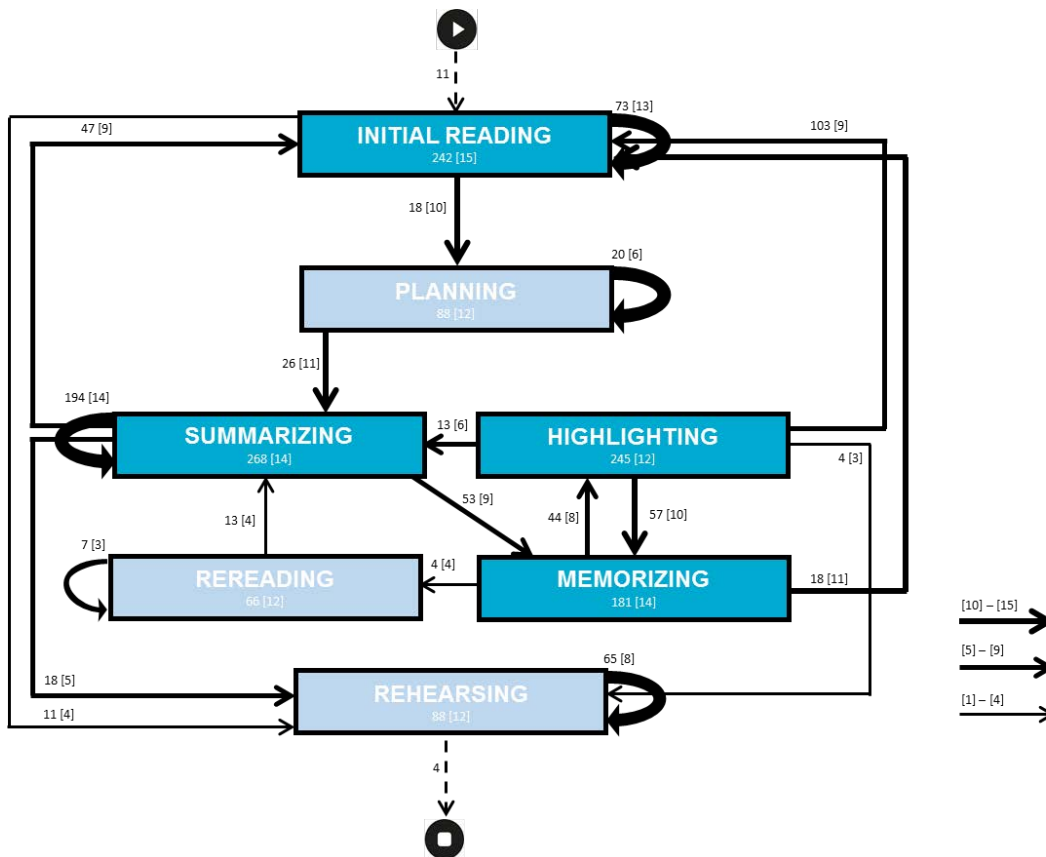 11
47 [9]
73 [13]
103 [9]
INITIAL READING
242 [15]
18 [10]
20 [6]
PLANNING
88 [12]
26 [11]
194 [14]
SUMMARIZING
268 [14]
13 [6]
HIGHLIGHTING
245 [12]
4 [3]
53 [9]
13 [4]
44 [8]
57 [10]
7 [3]
REREADING
66 [12]
4 [4]
MEMORIZING
181 [14]
18 [11]
[10] – [15]
[5] – [9]
[1] – [4]
18 [5]
65 [8]
REHEARSING
88 [12]
11 [4]
4